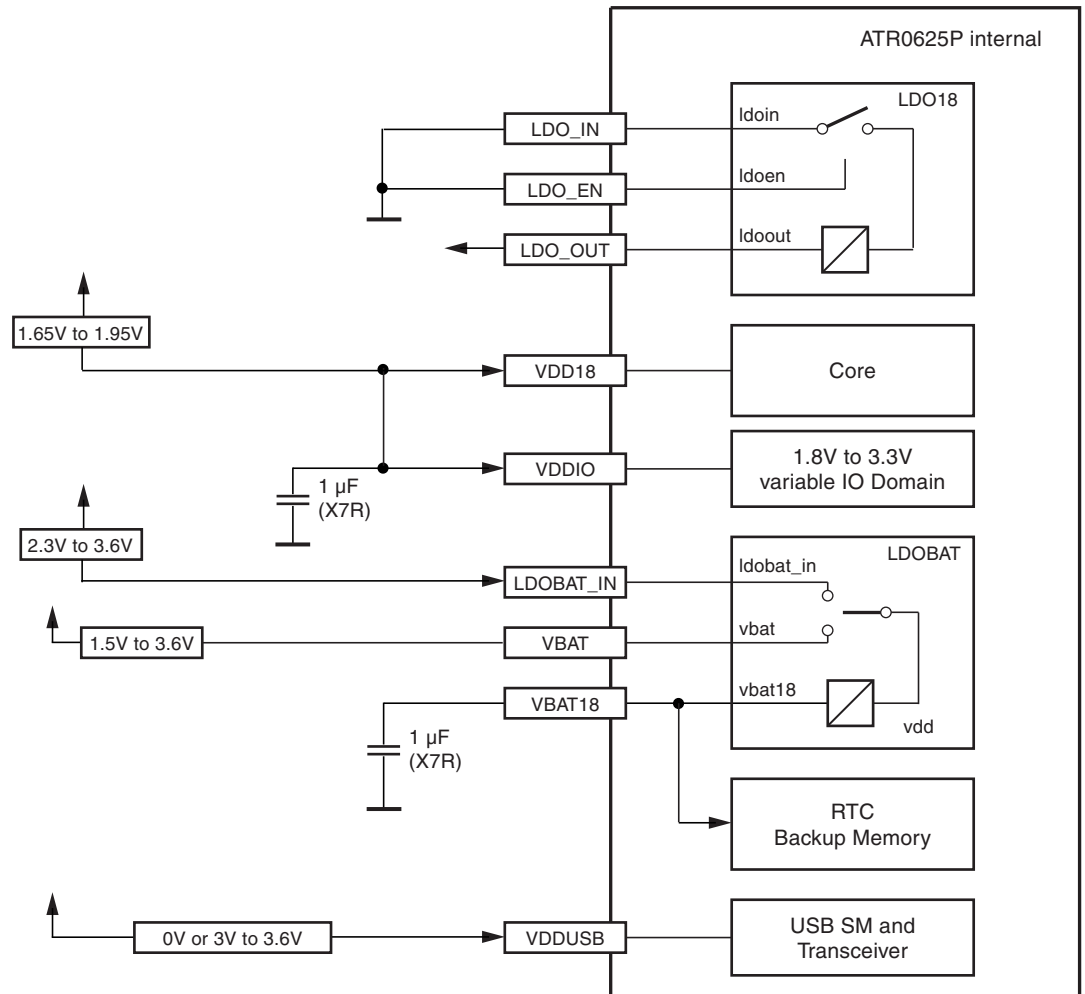 ATR0625P internal
LDO18
LDO_IN
ldoin
LDO_EN
ldoen
LDO_OUT
ldoout
1.65V to 1.95V
VDD18
Core
VDDIO
1.8V to 3.3V
variable IO Domain
1 µF
(X7R)
2.3V to 3.6V
LDOBAT
LDOBAT_IN
ldobat_in
1.5V to 3.6V
VBAT
vbat
VBAT18
vbat18
vdd
1 µF
(X7R)
RTC
Backup Memory
0V or 3V to 3.6V
VDDUSB
USB SM and
Transceiver